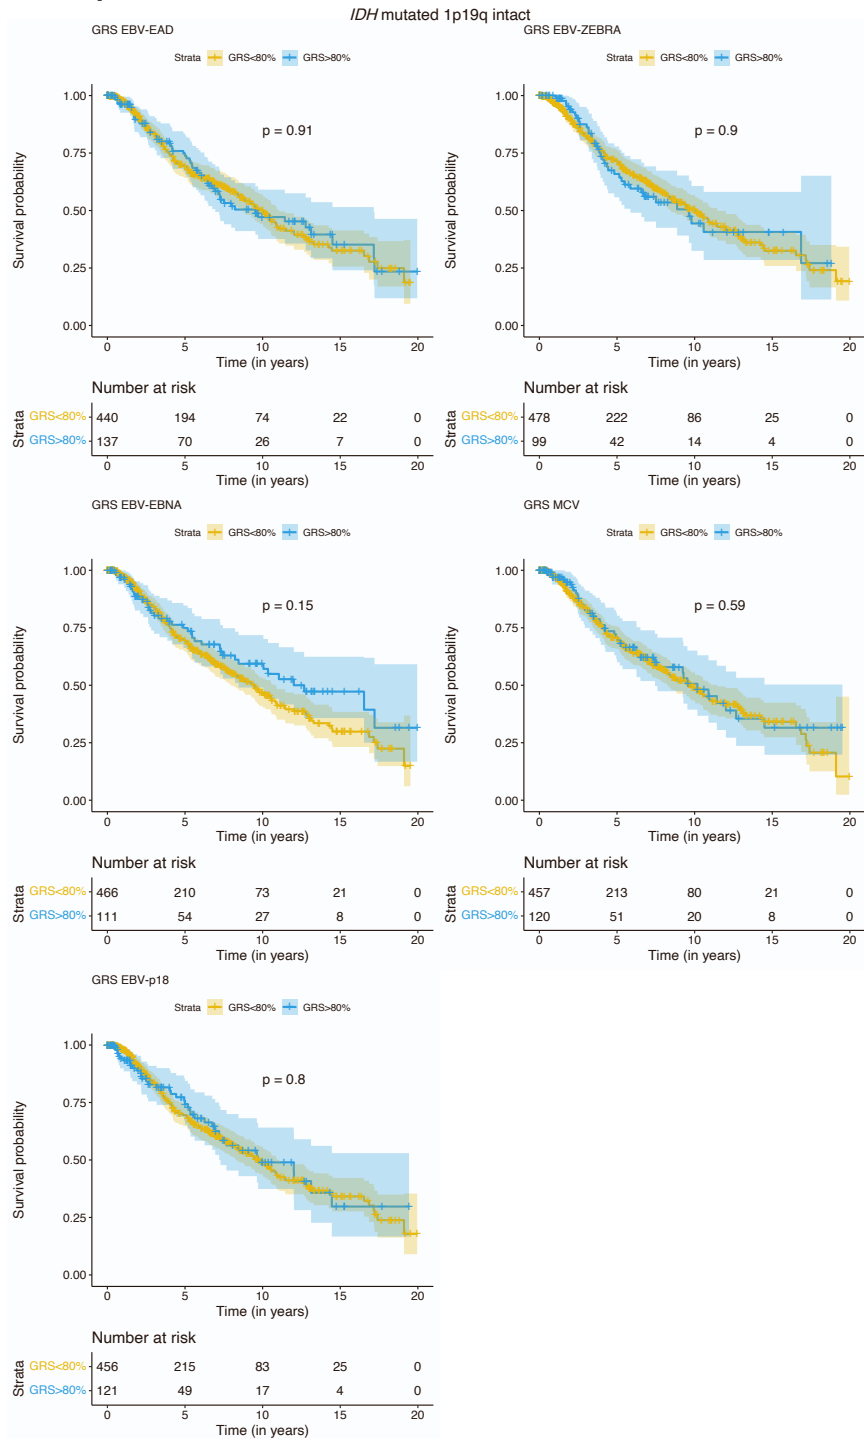 IDH mutated 1p19q intact
GRS EBV-EAD
Strata GRS<80% GRS>80%
Survival probability
1.00
0.75
0.50
0.25
0.00
p = 0.91
0 5 10 15 20
Time (in years)
Number at risk
Strata
GRS<80% 440 194 74 22 0
GRS>80% 137 70 26 7 0
0 5 10 15 20
Time (in years)
GRS EBV-ZEBRA
Strata GRS<80% GRS>80%
Survival probability
1.00
0.75
0.50
0.25
0.00
p = 0.9
0 5 10 15 20
Time (in years)
Number at risk
Strata
GRS<80% 478 222 86 25 0
GRS>80% 99 42 14 4 0
0 5 10 15 20
Time (in years)
GRS EBV-EBNA
Strata GRS<80% GRS>80%
Survival probability
1.00
0.75
0.50
0.25
0.00
p = 0.15
0 5 10 15 20
Time (in years)
Number at risk
Strata
GRS<80% 466 210 73 21 0
GRS>80% 111 54 27 8 0
0 5 10 15 20
Time (in years)
GRS MCV
Strata GRS<80% GRS>80%
Survival probability
1.00
0.75
0.50
0.25
0.00
p = 0.59
0 5 10 15 20
Time (in years)
Number at risk
Strata
GRS<80% 457 213 80 21 0
GRS>80% 120 51 20 8 0
0 5 10 15 20
Time (in years)
GRS EBV-p18
Strata GRS<80% GRS>80%
Survival probability
1.00
0.75
0.50
0.25
0.00
p = 0.8
0 5 10 15 20
Time (in years)
Number at risk
Strata
GRS<80% 456 215 83 25 0
GRS>80% 121 49 17 4 0
0 5 10 15 20
Time (in years)